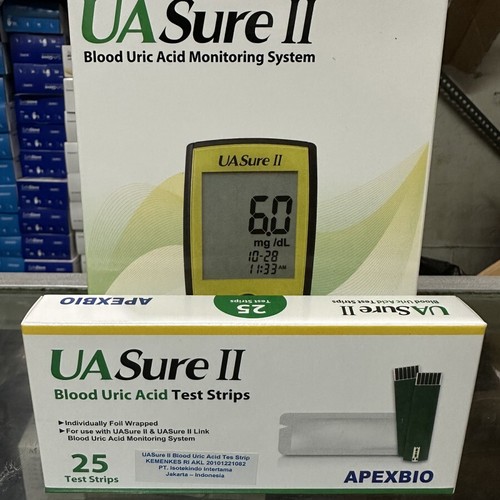 UASure II
Blood Uric Acid Monitoring System
UASure II
6.0
mg/dL
10-28
11:33 AM
APEXBIO
25
Test Strips
UASure II
Blood Uric Acid Test Strips
UASure II
Blood Uric Acid Test Strips
▶Individually Foil Wrapped
▶For use with UASure II & UASure II Link
Blood Uric Acid Monitoring System
25
Test Strips
UASure II Blood Uric Acid Tes Strip
KEMENKES RI AKL 20101221082
PT. Isotekindo Intertama
Jakarta – Indonesia
APEXBIO